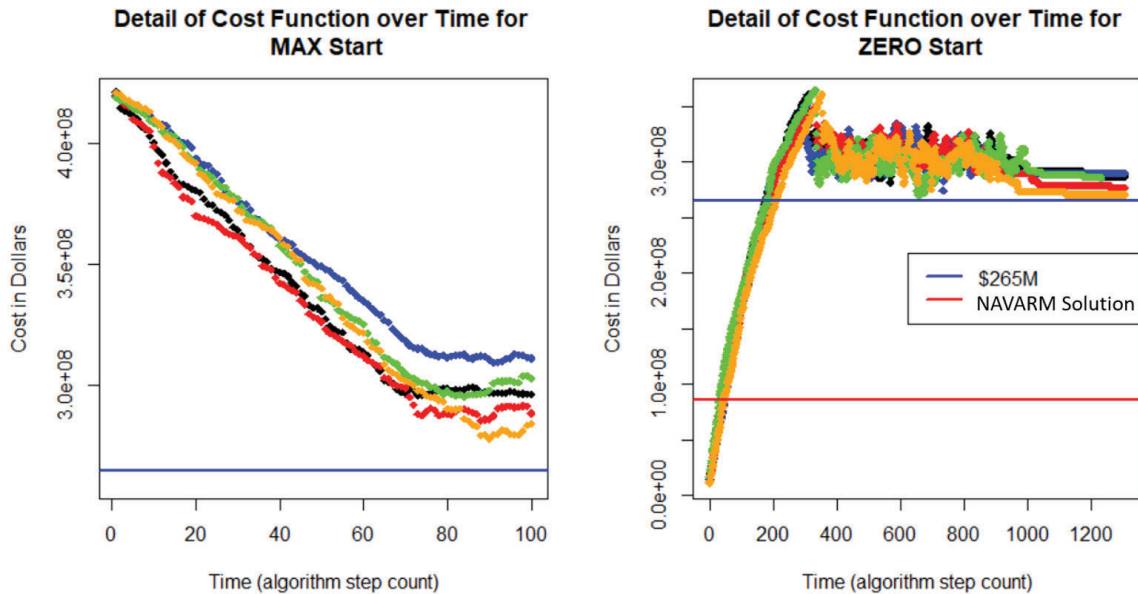 Detail of Cost Function over Time for
MAX Start
Cost in Dollars
4.0e+08
3.5e+08
3.0e+08
0
20
40
60
80
100
Time (algorithm step count)
Detail of Cost Function over Time for
ZERO Start
Cost in Dollars
3.0e+08
2.0e+08
1.0e+08
0.0e+00
$265M
NAVARM Solution
0
200
400
600
800
1000
1200
Time (algorithm step count)